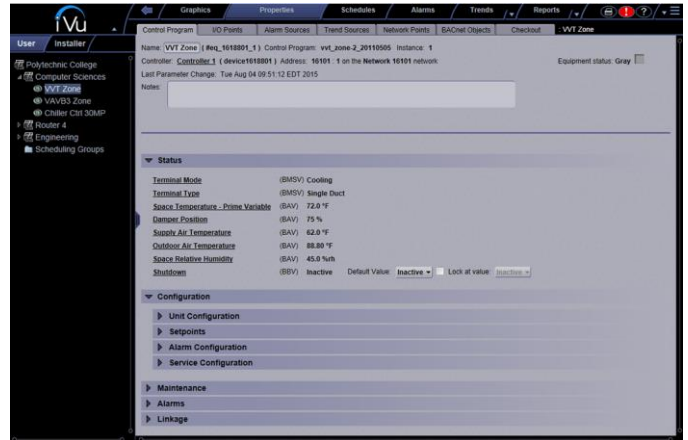 iVu
Graphics Properties Schedules Alarms Trends Reports
User Installer
Control Program I/O Points Alarm Sources Trend Sources Network Points BACnet Objects Checkout : VVT Zone
Name: VVT Zone ( #eq_1618801_1 ) Control Program: vvt_zone-2_20110505 Instance: 1
Controller: Controller 1 ( device1618801 ) Address: 16101 : 1 on the Network 16101 network
Equipment status: Gray
Last Parameter Change: Tue Aug 04 09:51:12 EDT 2015
Notes:
Polytechnic College
Computer Sciences
VVT Zone
VAVB3 Zone
Chiller Ctrl 30MP
Router 4
Engineering
Scheduling Groups
Status
Terminal Mode (BMSV) Cooling
Terminal Type (BMSV) Single Duct
Space Temperature - Prime Variable (BAV) 72.0 °F
Damper Position (BAV) 75 %
Supply Air Temperature (BAV) 62.0 °F
Outdoor Air Temperature (BAV) 88.80 °F
Space Relative Humidity (BAV) 45.0 %rh
Shutdown (BBV) Inactive Default Value: Inactive Lock at value: Inactive
Configuration
Unit Configuration
Setpoints
Alarm Configuration
Service Configuration
Maintenance
Alarms
Linkage